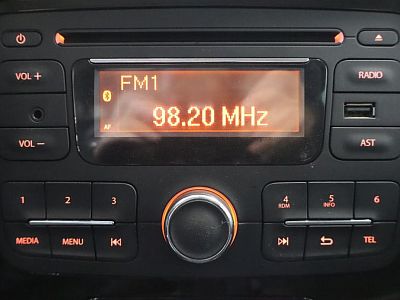 FM1
RADIO
VOL +
98.20 MHz
AF
VOL –
AST
1 2 3
4 RDM 5 INFO 6
MEDIA MENU
TEL